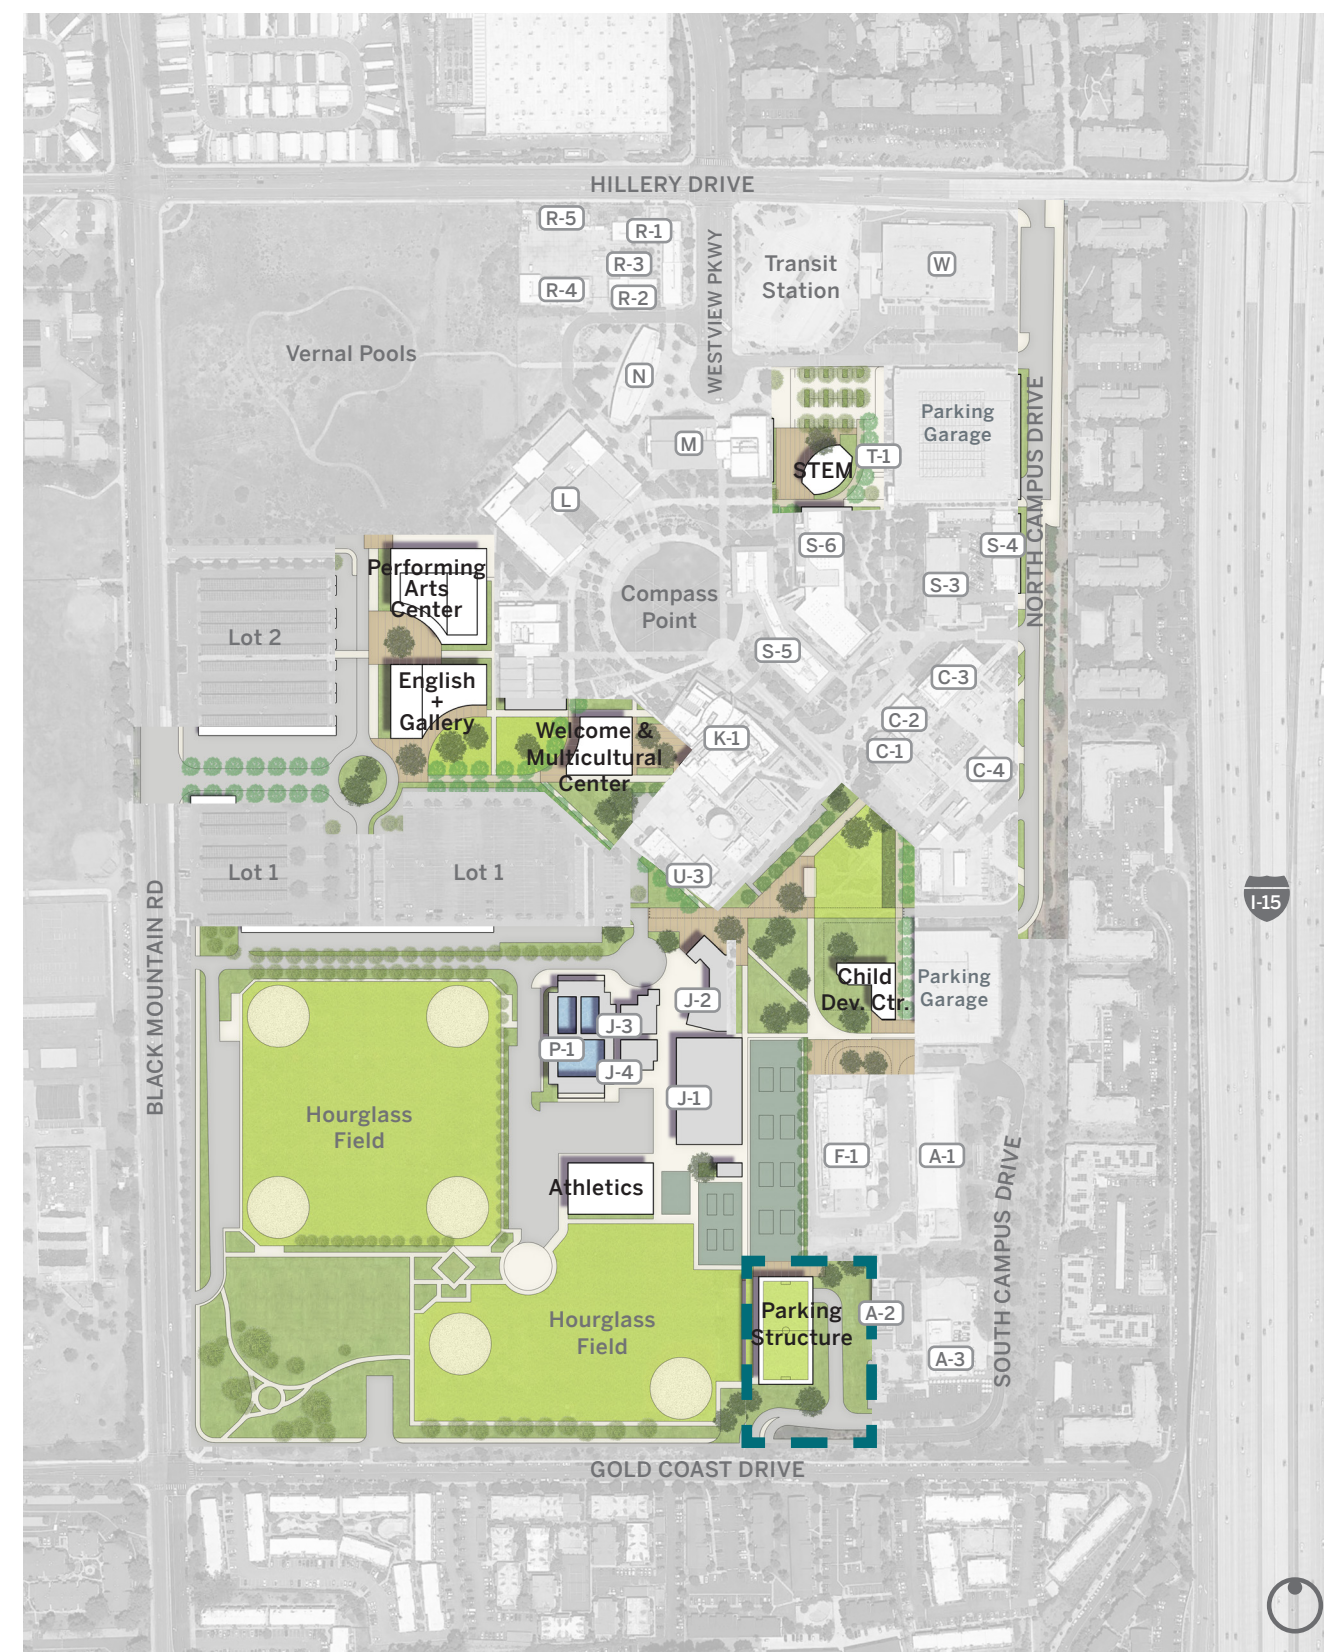 HILLERY DRIVE
R-5
R-1
R-3
R-4
R-2
WESTVIEW PKWY
Transit
Station
W
Vernal Pools
N
M
Parking
Garage
STEM
T-1
NORTH CAMPUS DRIVE
L
S-6
S-4
S-3
Performing
Arts
Center
Compass
Point
Lot 2
S-5
C-3
English
+
Gallery
C-2
C-1
C-4
Welcome &
Multicultural
Center
K-1
Lot 1
Lot 1
U-3
I-15
BLACK MOUNTAIN RD
Child
Dev. Ctr.
Parking
Garage
J-2
J-3
P-1
J-4
J-1
Hourglass
Field
F-1
A-1
SOUTH CAMPUS DRIVE
Athletics
Hourglass
Field
Parking
Structure
A-2
A-3
GOLD COAST DRIVE